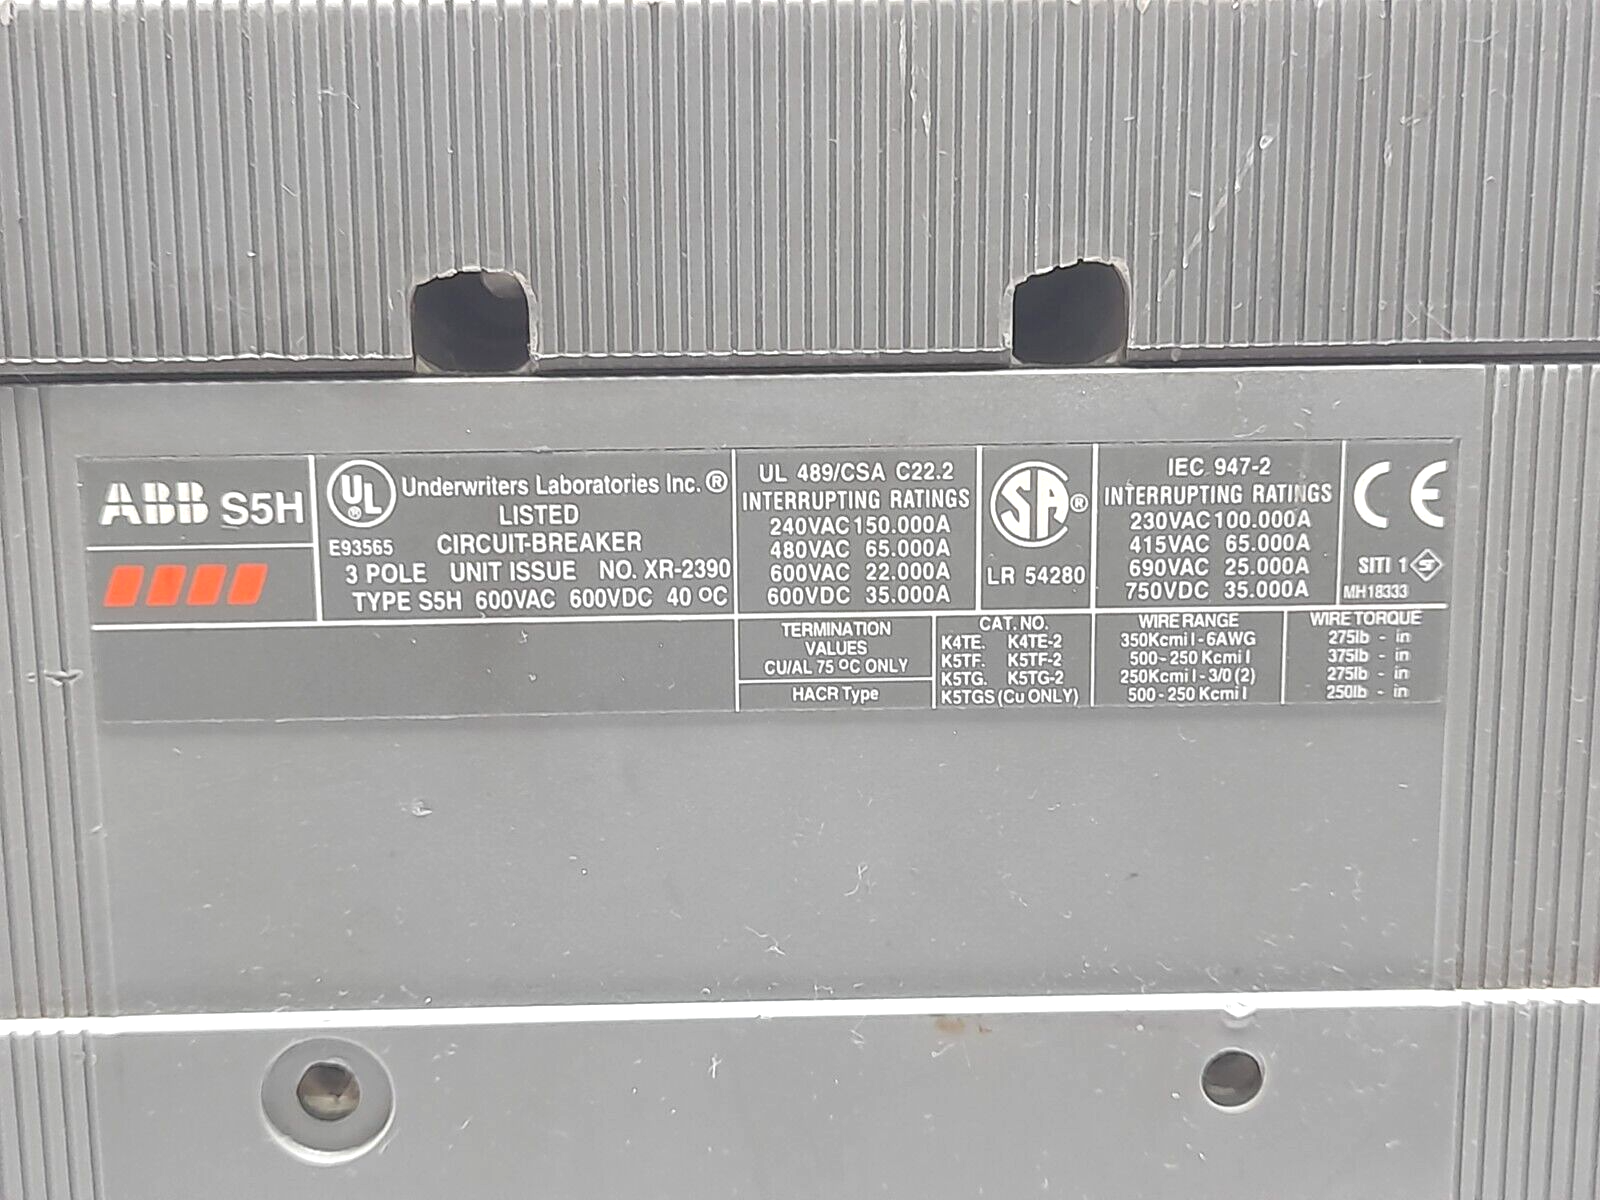 ABB S5H
UL ® Underwriters Laboratories Inc.®
LISTED
E93565 CIRCUIT-BREAKER
3 POLE UNIT ISSUE NO. XR-2390
TYPE S5H 600VAC 600VDC 40 ºC
UL 489/CSA C22.2
INTERRUPTING RATINGS
240VAC 150.000A
480VAC 65.000A
600VAC 22.000A
600VDC 35.000A
SA ®
LR 54280
IEC 947-2
INTERRUPTING RATINGS
230VAC 100.000A
415VAC 65.000A
690VAC 25.000A
750VDC 35.000A
CE
SITI 1 S
MH18333
TERMINATION
VALUES
CU/AL 75 ºC ONLY
HACR Type
CAT. NO.
K4TE. K4TE-2
K5TF. K5TF-2
K5TG. K5TG-2
K5TGS (Cu ONLY)
WIRE RANGE
350Kcmil - 6AWG
500 - 250 Kcmil
250Kcmil - 3/0 (2)
500 - 250 Kcmil
WIRE TORQUE
275lb - in
375lb - in
275lb - in
250lb - in